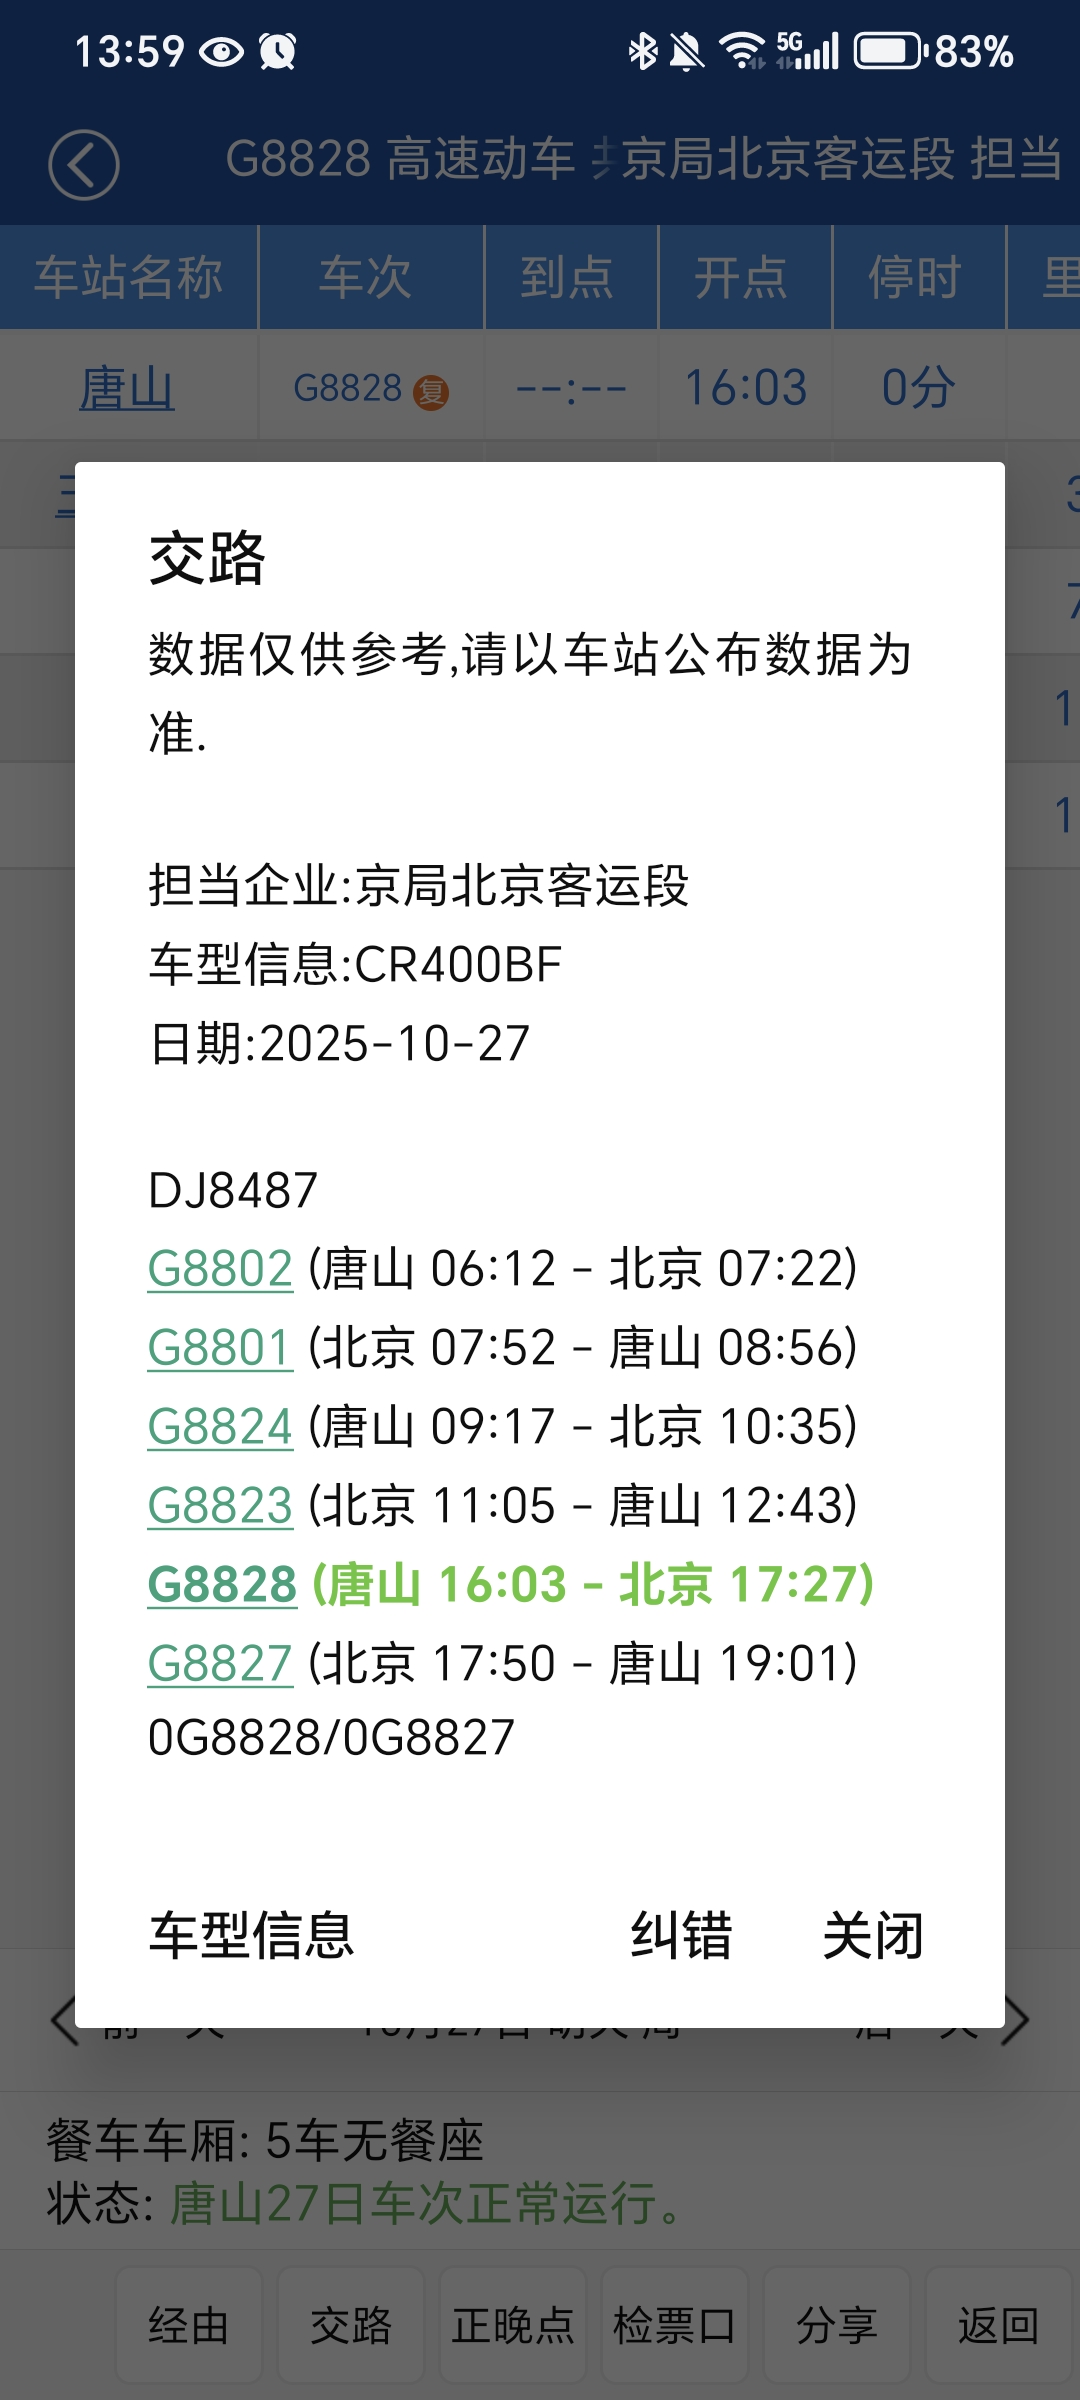 13:59 5G 83%
G8828 高速动车 京局北京客运段 担当
车站名称 车次 到点 开点 停时 里
唐山 G8828 复 --:-- 16:03 0分
交路
数据仅供参考,请以车站公布数据为
准.
担当企业:京局北京客运段
车型信息:CR400BF
日期:2025-10-27
DJ8487
G8802 (唐山 06:12 - 北京 07:22)
G8801 (北京 07:52 - 唐山 08:56)
G8824 (唐山 09:17 - 北京 10:35)
G8823 (北京 11:05 - 唐山 12:43)
G8828 (唐山 16:03 - 北京 17:27)
G8827 (北京 17:50 - 唐山 19:01)
0G8828/0G8827
车型信息 纠错 关闭
餐车车厢: 5车无餐座
状态: 唐山27日车次正常运行。
经由 交路 正晚点 检票口 分享 返回